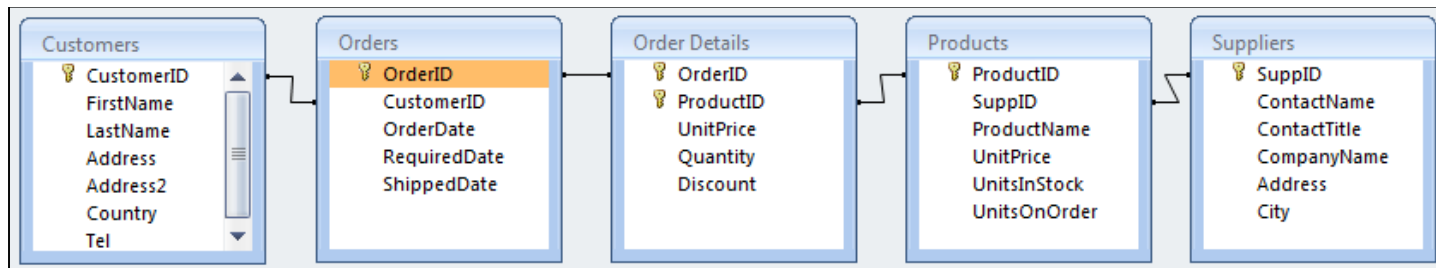 Customers
CustomerID
FirstName
LastName
Address
Address2
Country
Tel
Orders
OrderID
CustomerID
OrderDate
RequiredDate
ShippedDate
Order Details
OrderID
ProductID
UnitPrice
Quantity
Discount
Products
ProductID
SuppID
ProductName
UnitPrice
UnitsInStock
UnitsOnOrder
Suppliers
SuppID
ContactName
ContactTitle
CompanyName
Address
City